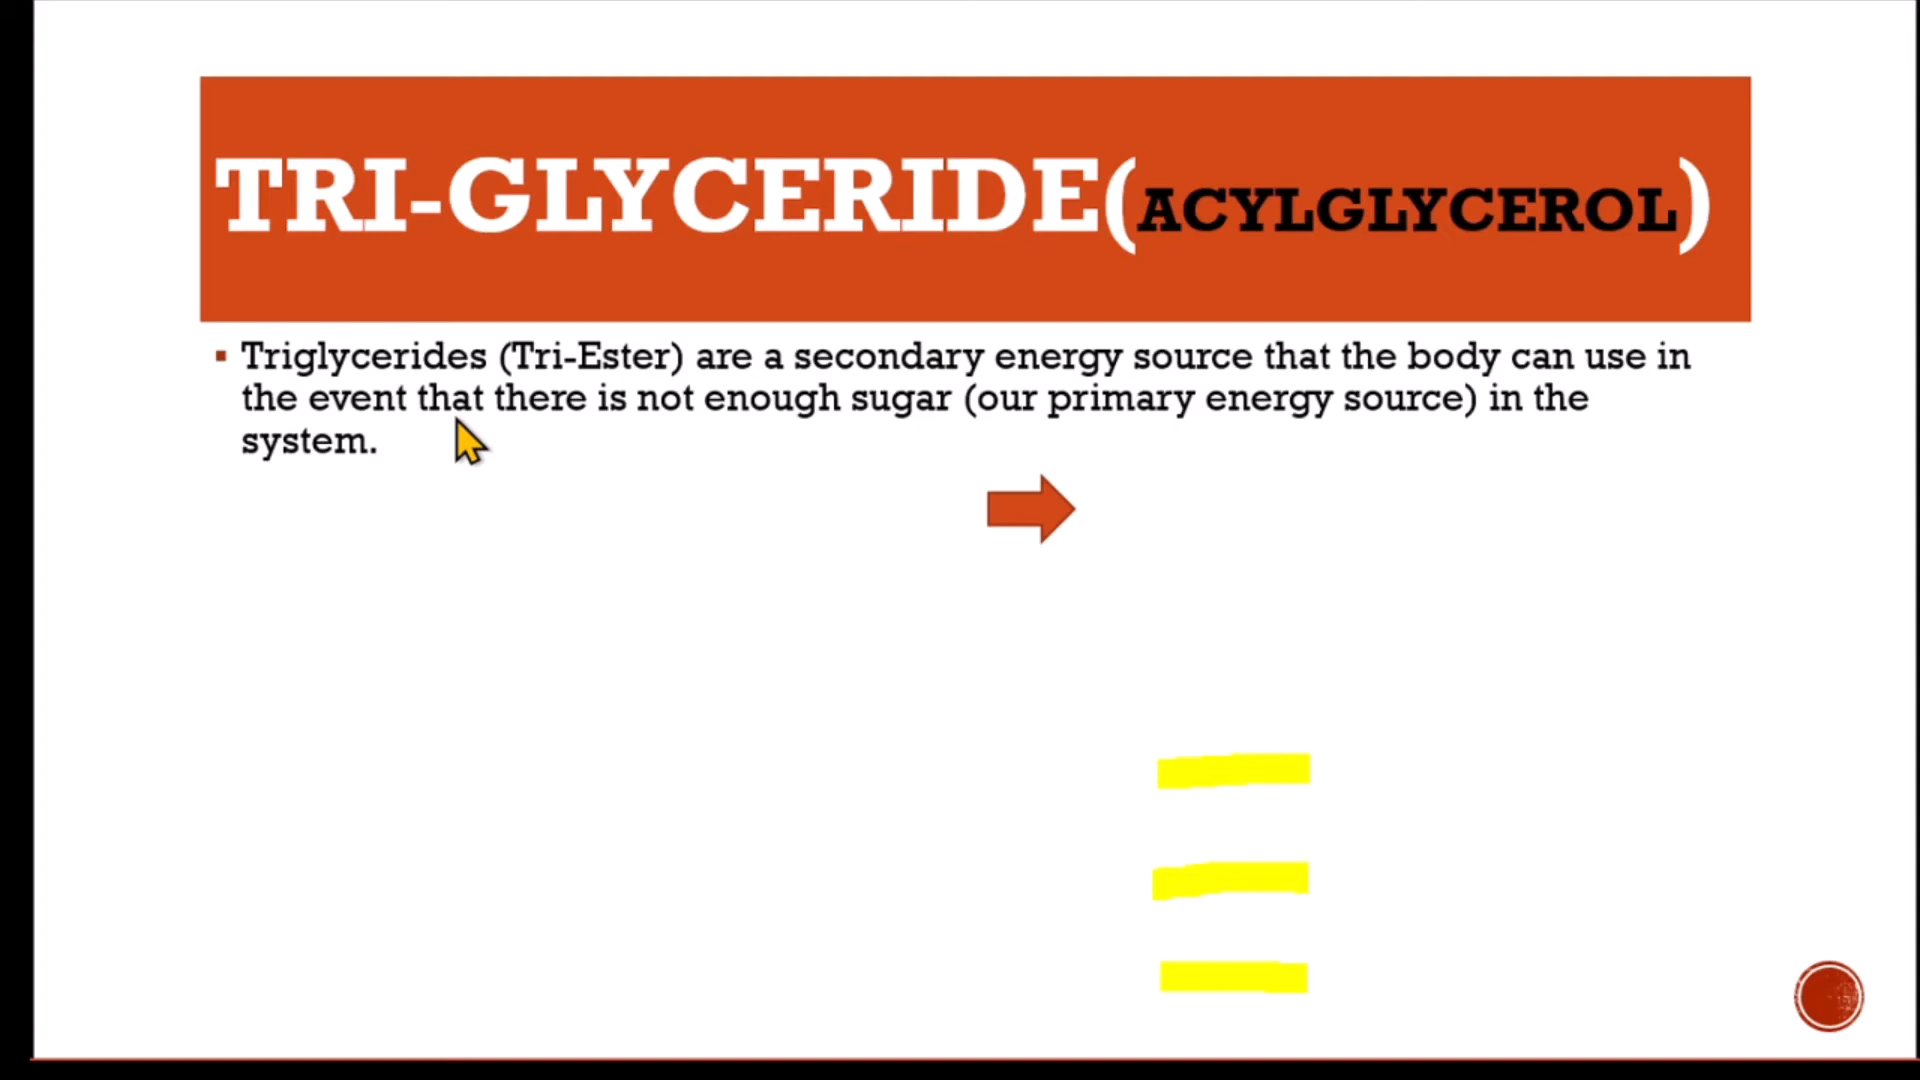 TRI-GLYCERIDE(ACYLGLYCEROL)
▪ Triglycerides (Tri-Ester) are a secondary energy source that the body can use in
the event that there is not enough sugar (our primary energy source) in the
system.